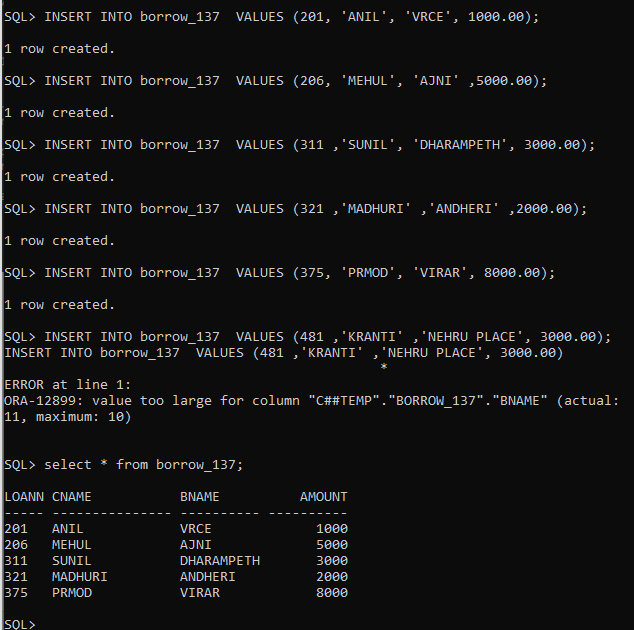 SQL> INSERT INTO borrow_137  VALUES (201, 'ANIL', 'VRCE', 1000.00);
1 row created.
SQL> INSERT INTO borrow_137  VALUES (206, 'MEHUL', 'AJNI' ,5000.00);
1 row created.
SQL> INSERT INTO borrow_137  VALUES (311 ,'SUNIL', 'DHARAMPETH', 3000.00);
1 row created.
SQL> INSERT INTO borrow_137  VALUES (321 ,'MADHURI' ,'ANDHERI' ,2000.00);
1 row created.
SQL> INSERT INTO borrow_137  VALUES (375, 'PRMOD', 'VIRAR', 8000.00);
1 row created.
SQL> INSERT INTO borrow_137  VALUES (481 ,'KRANTI' ,'NEHRU PLACE', 3000.00);
INSERT INTO borrow_137  VALUES (481 ,'KRANTI' ,'NEHRU PLACE', 3000.00)
                                               *
ERROR at line 1:
ORA-12899: value too large for column "C##TEMP"."BORROW_137"."BNAME" (actual:
11, maximum: 10)
SQL> select * from borrow_137;
LOANN CNAME           BNAME          AMOUNT
----- --------------- ---------- ----------
201   ANIL            VRCE             1000
206   MEHUL           AJNI             5000
311   SUNIL           DHARAMPETH       3000
321   MADHURI         ANDHERI          2000
375   PRMOD           VIRAR            8000
SQL>